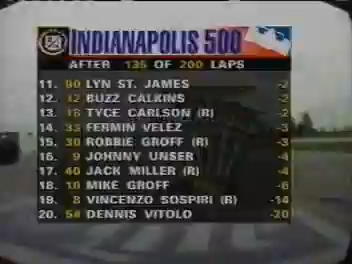 INDIANAPOLIS 500
AFTER 135 OF 200 LAPS
11. 90 LYN ST. JAMES -2
12. 12 BUZZ CALKINS -2
13. TYCE CARLSON (R) -2
14. 33 FERMIN VELEZ -3
15. 30 ROBBIE GROFF (R) -3
16. 9 JOHNNY UNSER -4
17. 40 JACK MILLER (R) -4
18. 10 MIKE GROFF -6
19. 8 VINCENZO SOSPIRI (R) -14
20. 54 DENNIS VITOLO -20